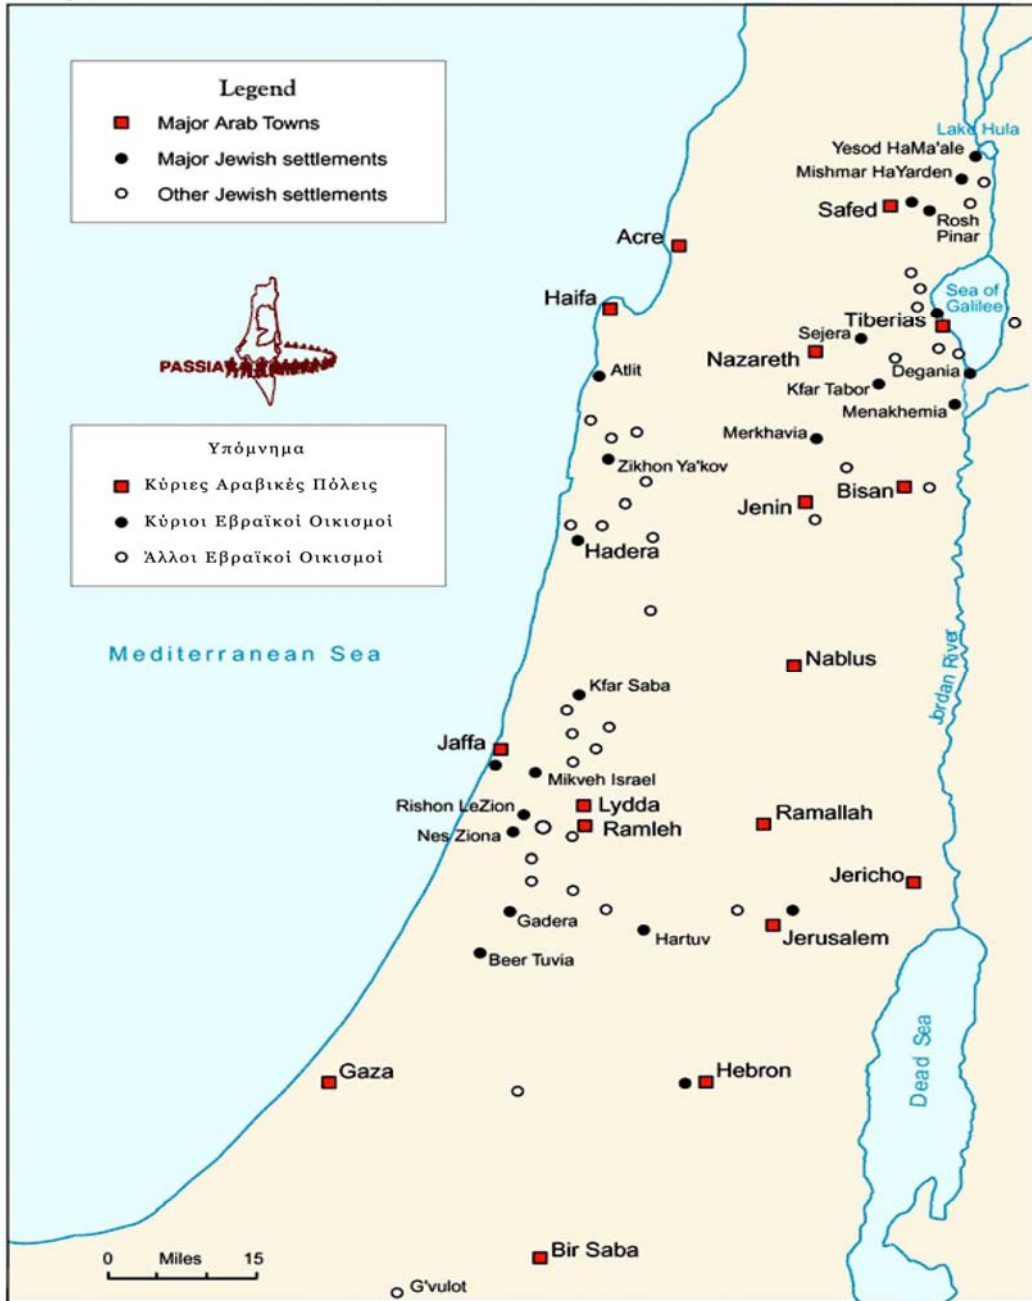 Legend
Major Arab Towns
Major Jewish settlements
Other Jewish settlements
PASSIA
Υπόμνημα
Κύριες Αραβικές Πόλεις
Κύριοι Εβραϊκοί Οικισμοί
Άλλοι Εβραϊκοί Οικισμοί
Mediterranean Sea
Lake Hula
Yesod HaMa'ale
Mishmar HaYarden
Safed
Rosh
Pinar
Acre
Haifa
Sea of
Galilee
Tiberias
Sejera
Nazareth
Atlit
Degania
Kfar Tabor
Menakhemia
Merkhavia
Zikhon Ya'kov
Bisan
Jenin
Hadera
Nablus
Jordan River
Kfar Saba
Jaffa
Mikveh Israel
Rishon LeZion
Lydda
Ramallah
Nes Ziona
Ramleh
Jericho
Gadera
Hartuv
Jerusalem
Beer Tuvia
Dead Sea
Gaza
Hebron
Bir Saba
0 Miles 15
G'vulot